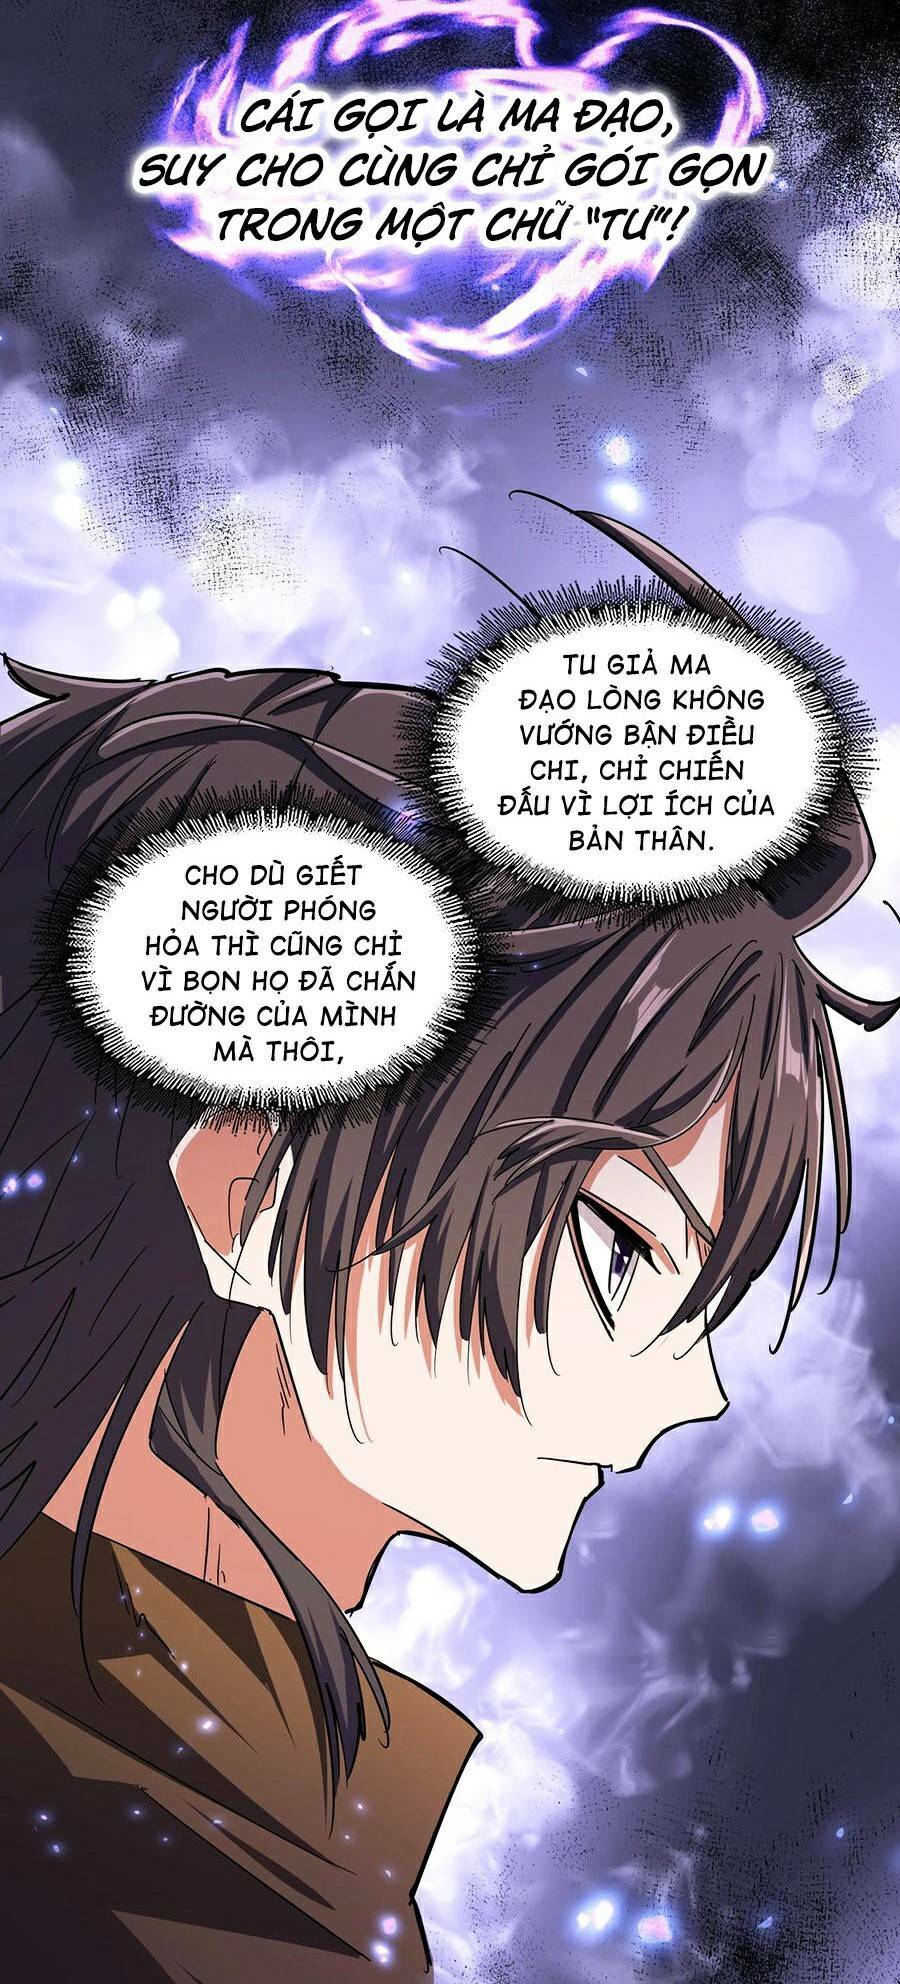 CÁI GỌI LÀ MA ĐẠO,
SUY CHO CÙNG CHỈ GÓI GỌN
TRONG MỘT CHỮ "TƯ"!
TU GIẢ MA
ĐẠO LÒNG KHÔNG
VƯỚNG BẬN ĐIỀU
CHI, CHỈ CHIẾN
ĐẤU VÌ LỢI ÍCH CỦA
BẢN THÂN.
CHO DÙ GIẾT
NGƯỜI PHÓNG
HỎA THÌ CŨNG CHỈ
VÌ BỌN HỌ ĐÃ CHẮN
ĐƯỜNG CỦA MÌNH
MÀ THÔI,